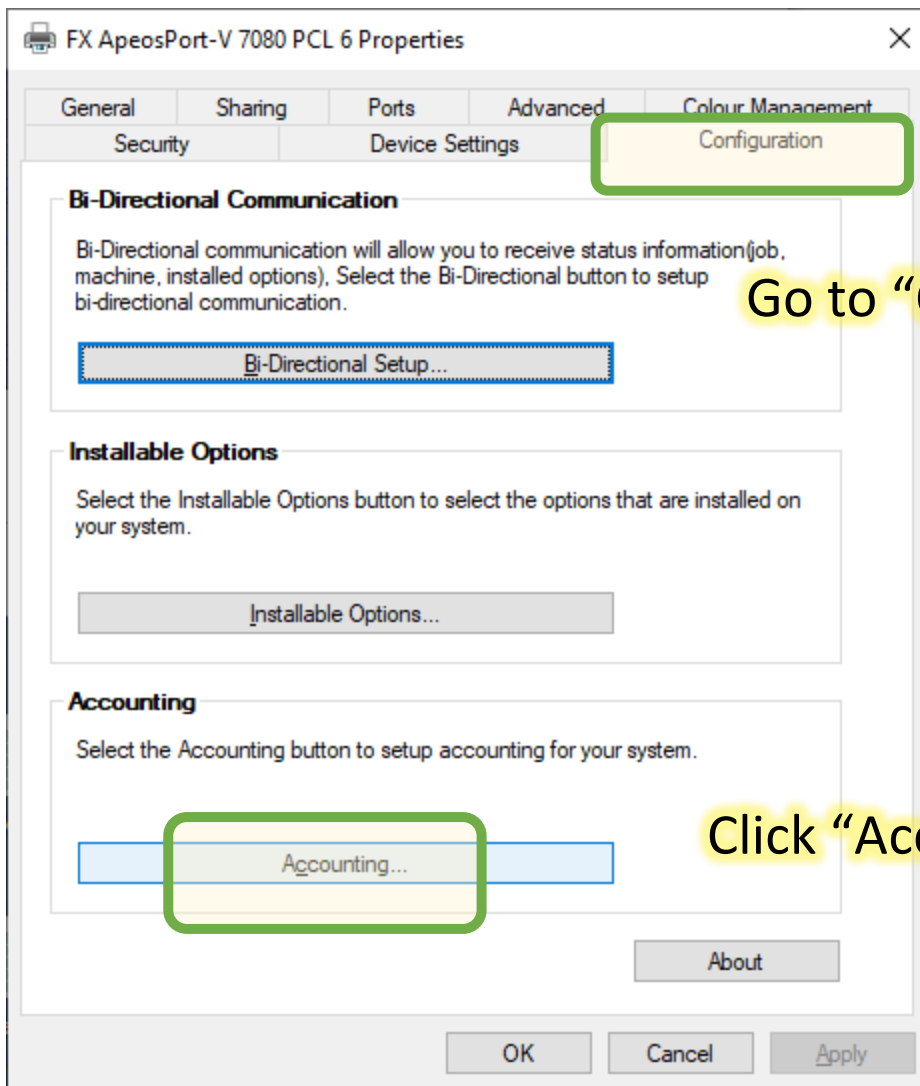 FX ApeosPort-V 7080 PCL 6 Properties
General Sharing Ports Advanced Colour Management
Security Device Settings Configuration
Bi-Directional Communication
Bi-Directional communication will allow you to receive status information(job,
machine, installed options), Select the Bi-Directional button to setup
bi-directional communication.
Go to “
Bi-Directional Setup...
Installable Options
Select the Installable Options button to select the options that are installed on
your system.
Installable Options...
Accounting
Select the Accounting button to setup accounting for your system.
Click “Acc
Accounting...
About
OK Cancel Apply